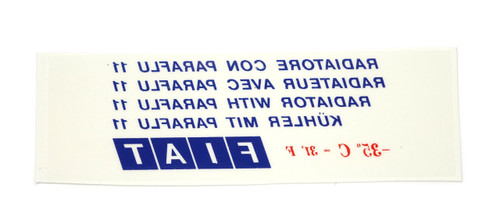 RADIATORE CON PARAFLU 11
RADIATEUR AVEC PARAFLU 11
RADIATOR WITH PARAFLU 11
KÜHLER MIT PARAFLU 11
FIAT
-35° C = 31. F